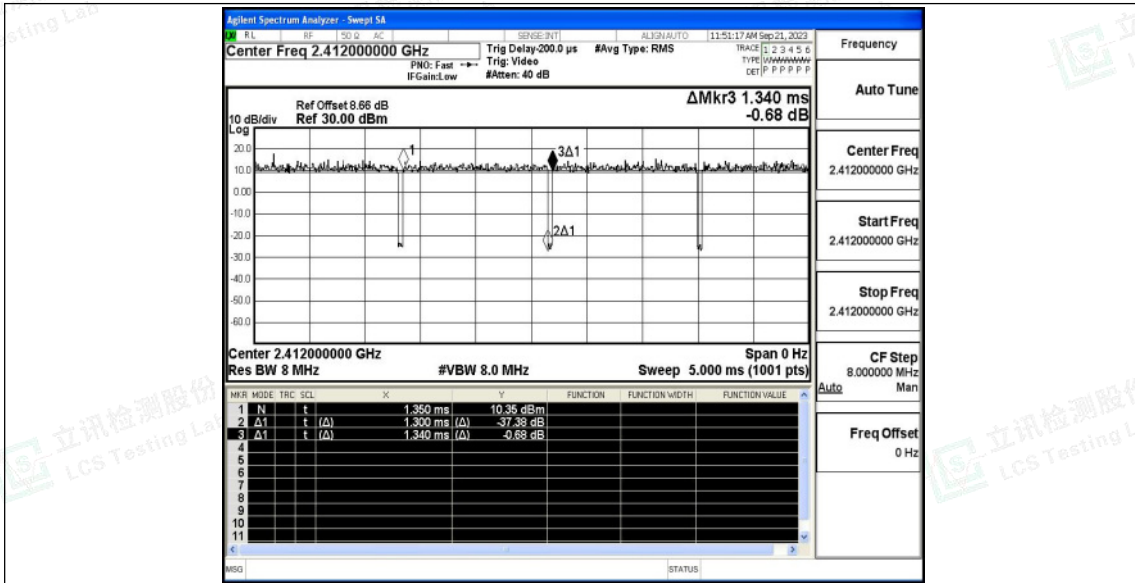 Agilent Spectrum Analyzer - Swept SA
RL RF 50 Ω AC SENSE:INT ALIGNAUTO 11:51:17 AM Sep 21, 2023
Center Freq 2.412000000 GHz
PNO: Fast
IFGain:Low
Trig Delay-200.0 µs
Trig: Video
#Atten: 40 dB
#Avg Type: RMS
TRACE 1 2 3 4 5 6
TYPE
DET P P P P P P
ΔMkr3 1.340 ms
-0.68 dB
Ref Offset 8.66 dB
10 dB/div Ref 30.00 dBm
Log
20.0
10.0
0.00
-10.0
-20.0
-30.0
-40.0
-50.0
-60.0
1
3Δ1
2Δ1
Center 2.412000000 GHz Span 0 Hz
Res BW 8 MHz #VBW 8.0 MHz Sweep 5.000 ms (1001 pts)
MKR MODE TRC SCL X Y FUNCTION FUNCTION WIDTH FUNCTION VALUE
1 N t 1.350 ms 10.35 dBm
2 Δ1 t (Δ) 1.300 ms (Δ) -37.38 dB
3 Δ1 t (Δ) 1.340 ms (Δ) -0.68 dB
4
5
6
7
8
9
10
11
MSG STATUS
Frequency
Auto Tune
Center Freq
2.412000000 GHz
Start Freq
2.412000000 GHz
Stop Freq
2.412000000 GHz
CF Step
8.000000 MHz
Auto Man
Freq Offset
0 Hz
立讯检测股份
LCS Testing Lab
立讯检测股份
LCS Testing L
sting Lab